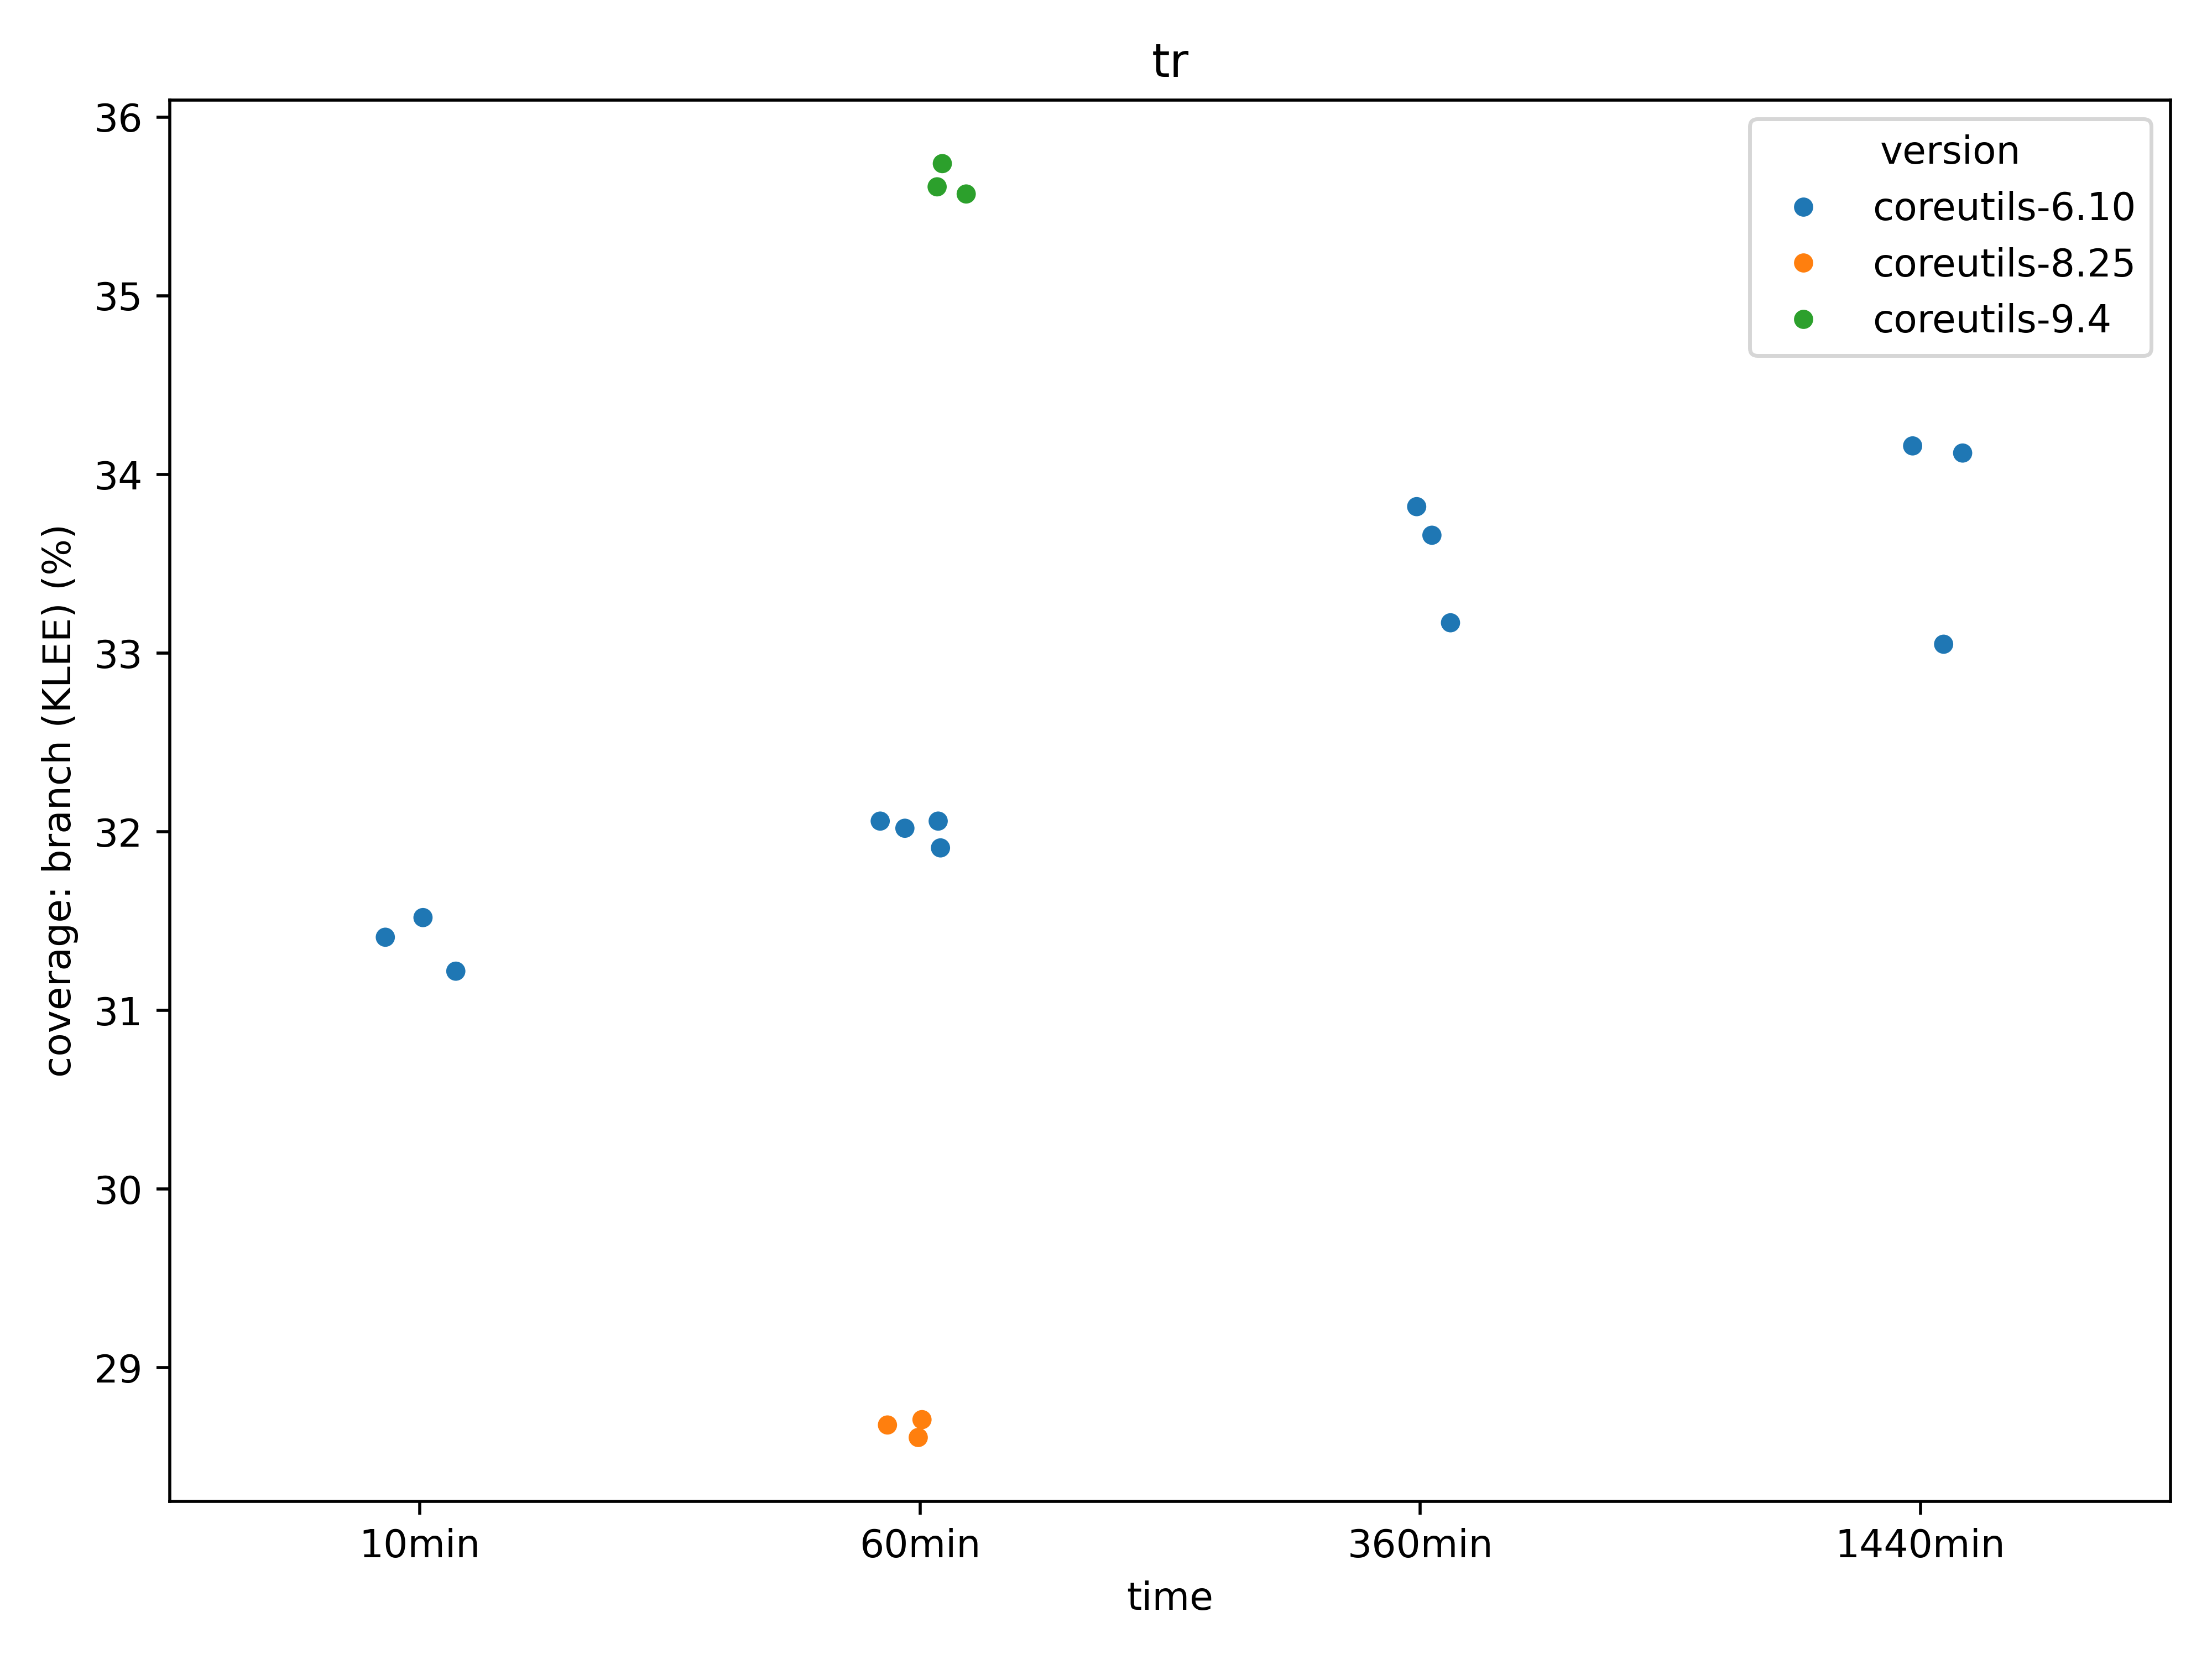 tr
36
35
34
33
32
31
30
29
coverage: branch (KLEE) (%)
version
coreutils-6.10
coreutils-8.25
coreutils-9.4
10min
60min
360min
1440min
time